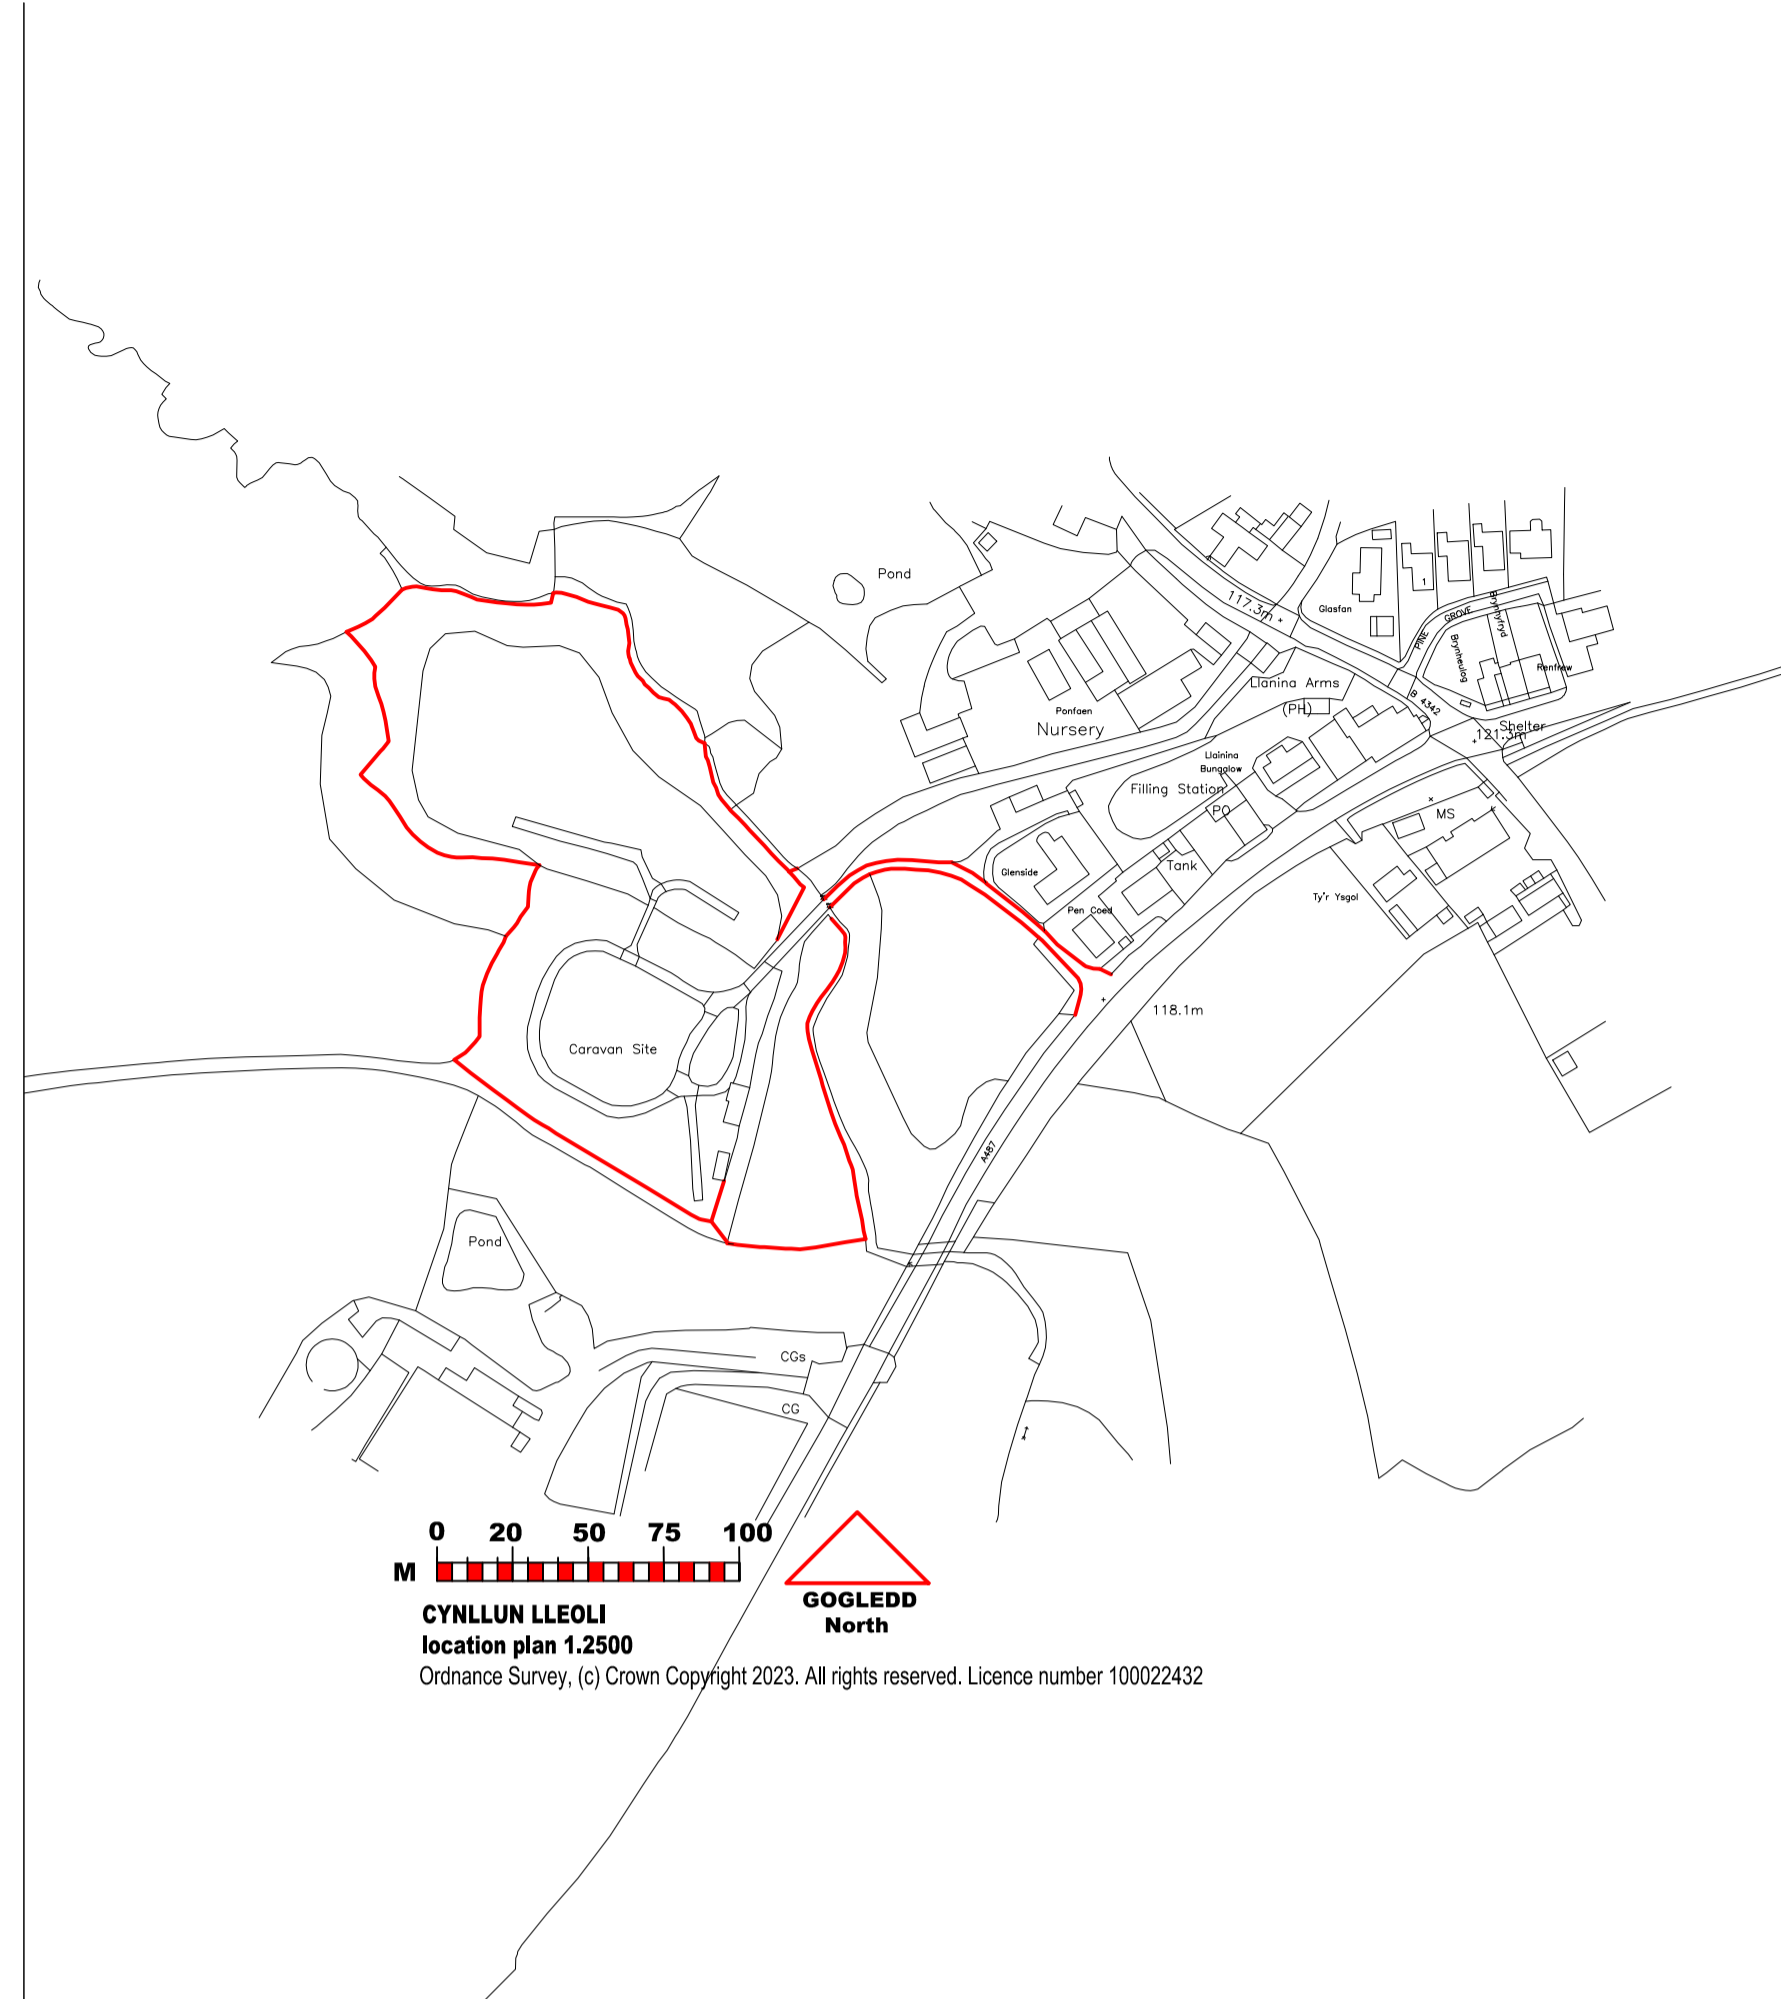 Pond
117.3m
Glasfan
1
PINE
GROVE
Brynheulog
Brynhyfryd
Renfrew
Llanina Arms
(PH)
B 4342
Shelter
121.3m
Ponfaen
Nursery
Llainina
Bungalow
Filling Station
PO
MS
Tank
Glenside
Pen Coed
Ty'r Ysgol
118.1m
Caravan Site
A487
Pond
CGs
CG
0 20 50 75 100
M
GOGLEDD
North
CYNLLUN LLEOLI
location plan 1.2500
Ordnance Survey, (c) Crown Copyright 2023. All rights reserved. Licence number 100022432